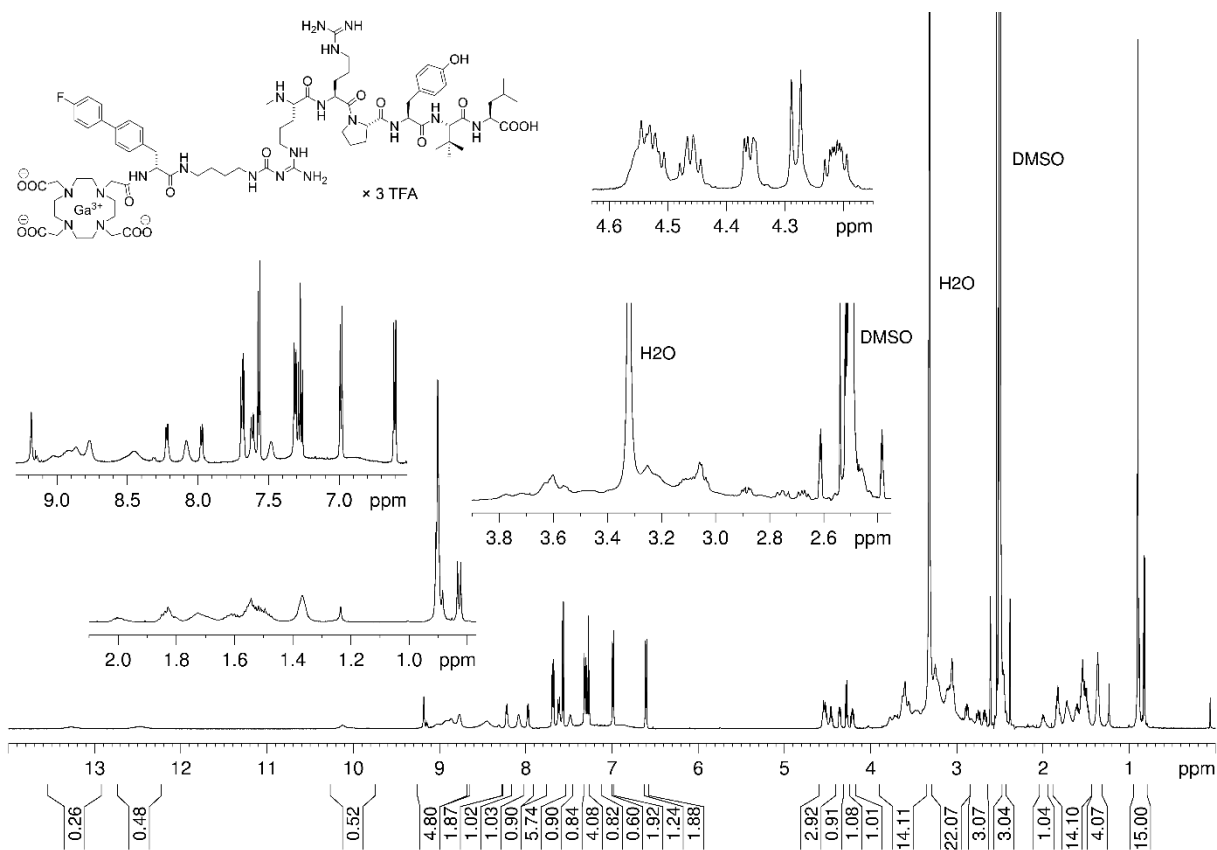 H2N NH
HN
OH
F
H
N
O
H
N
O
N
O
H
N
O
H
N
COOH
O
NH
H
N
O
H
N
O
N
NH2
OOC
N
N
O
Ga3+
N
N
OOC
COO
× 3 TFA
DMSO
H2O
4.6 4.5 4.4 4.3 ppm
H2O
DMSO
3.8 3.6 3.4 3.2 3.0 2.8 2.6 ppm
9.0 8.5 8.0 7.5 7.0 ppm
2.0 1.8 1.6 1.4 1.2 1.0 ppm
13 12 11 10 9 8 7 6 5 4 3 2 1 ppm
0.26 0.48 0.52 4.80 1.87 1.02 1.03 0.90 5.74 0.90 0.84 4.08 0.82 0.60 1.92 1.24 1.88 2.92 0.91 1.08 1.01 14.11 22.07 3.07 3.04 1.04 14.10 4.07 15.00